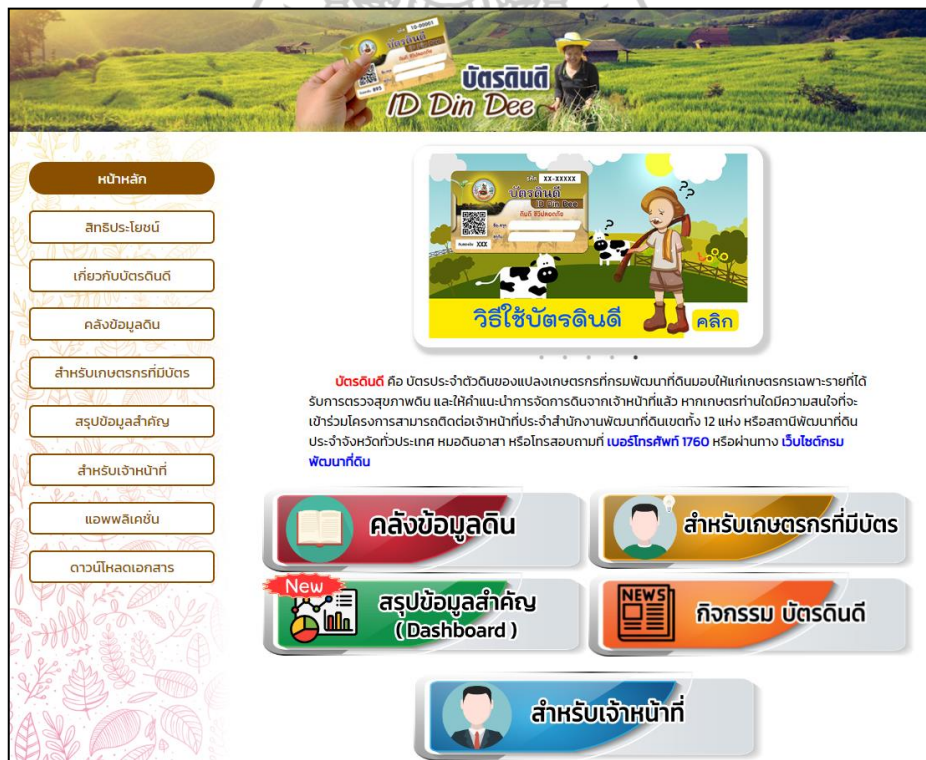 รหัส 10-00001
บัตรดินดี
บัตรดินดี
ID Din Dee
หน้าหลัก
สิทธิประโยชน์
เกี่ยวกับบัตรดินดี
คลังข้อมูลดิน
สำหรับเกษตรกรที่มีบัตร
สรุปข้อมูลสำคัญ
สำหรับเจ้าหน้าที่
แอพพลิเคชั่น
ดาวน์โหลดเอกสาร
รหัส XX-XXXXX
บัตรดินดี
ID Din Dee
XXX
? ?
?
วิธีใช้บัตรดินดี
คลิก
บัตรดินดี คือ บัตรประจำตัวดินของแปลงเกษตรกรที่กรมพัฒนาที่ดินมอบให้แก่เกษตรกรเฉพาะรายที่ได้
รับการตรวจสุขภาพดิน และให้คำแนะนำการจัดการดินจากเจ้าหน้าที่แล้ว หากเกษตรท่านใดมีความสนใจที่จะ
เข้าร่วมโครงการสามารถติดต่อเจ้าหน้าที่ประจำสำนักงานพัฒนาที่ดินเขตทั้ง 12 แห่ง หรือสถานีพัฒนาที่ดิน
ประจำจังหวัดทั่วประเทศ หมอดินอาสา หรือโทรสอบถามที่ เบอร์โทรศัพท์ 1760 หรือผ่านทาง เว็บไซต์กรม
พัฒนาที่ดิน
คลังข้อมูลดิน
สำหรับเกษตรกรที่มีบัตร
New
สรุปข้อมูลสำคัญ
( Dashboard )
NEWS
กิจกรรม บัตรดินดี
สำหรับเจ้าหน้าที่